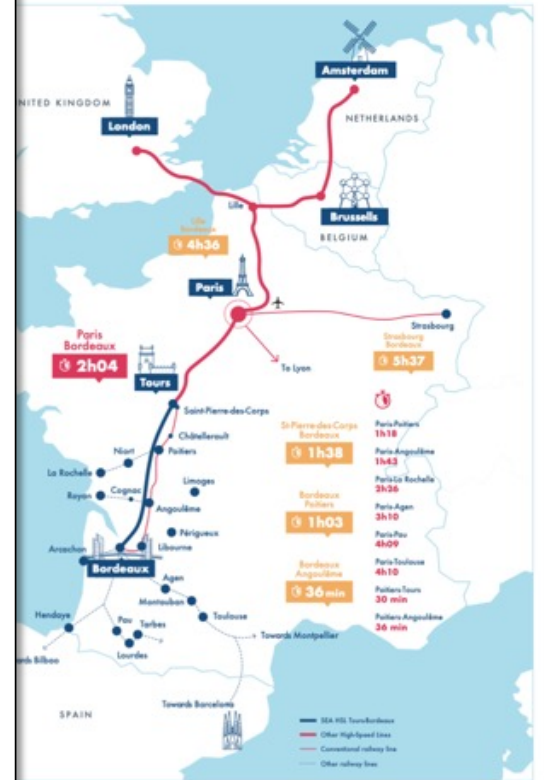 NITED KINGDOM
London
Amsterdam
NETHERLANDS
Lille
Brussells
BELGIUM
Lille
Bordeaux
4h36
Paris
Strasbourg
Paris
Bordeaux
2h04
Strasbourg
Bordeaux
5h37
To Lyon
Tours
Saint-Pierre-des-Corps
Châtellerault
Poitiers
Niort
La Rochelle
Royan
Cognac
Limoges
Angoulême
Périgueux
Libourne
Arcachon
Bordeaux
St-Pierre-des-Corps
Bordeaux
1h38
Bordeaux
Poitiers
1h03
Bordeaux
Angoulême
36 min
Paris-Poitiers
1h18
Paris-Angoulême
1h43
Paris-La Rochelle
2h26
Paris-Agen
3h10
Paris-Pau
4h09
Paris-Toulouse
4h10
Poitiers-Tours
30 min
Poitiers-Angoulême
36 min
Agen
Montauban
Toulouse
Hendaye
Pau
Tarbes
Lourdes
Towards Montpellier
rds Bilbao
Towards Barcelona
SPAIN
SEA HSL Tours-Bordeaux
Other High-Speed Lines
Conventional railway line
Other railway lines